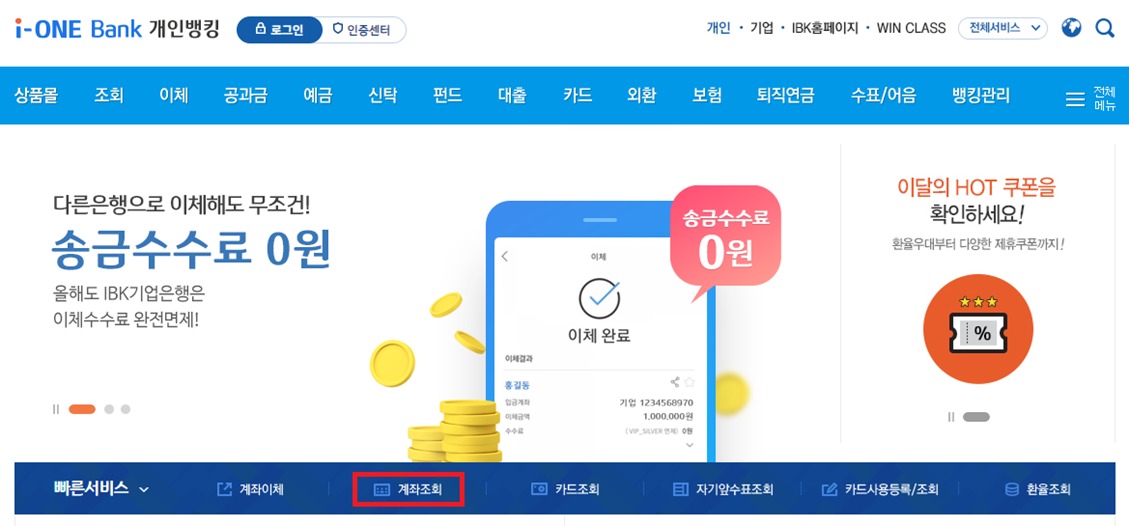 i-ONE Bank 개인뱅킹
로그인
인증센터
개인 · 기업 · IBK홈페이지 · WIN CLASS
전체서비스
상품몰 조회 이체 공과금 예금 신탁 펀드 대출 카드 외환 보험 퇴직연금 수표/어음 뱅킹관리
전체
메뉴
다른은행으로 이체해도 무조건!
송금수수료 0원
올해도 IBK기업은행은
이체수수료 완전면제!
송금수수료
0원
이체
이체 완료
이체결과
홍길동
입금계좌 기업 1234568970
이체금액 1,000,000원
수수료 (VIP_SILVER 면제) 0원
이달의 HOT 쿠폰을
확인하세요!
환율우대부터 다양한 제휴쿠폰까지!
%
빠른서비스 계좌이체 계좌조회 카드조회 자기앞수표조회 카드사용등록/조회 환율조회